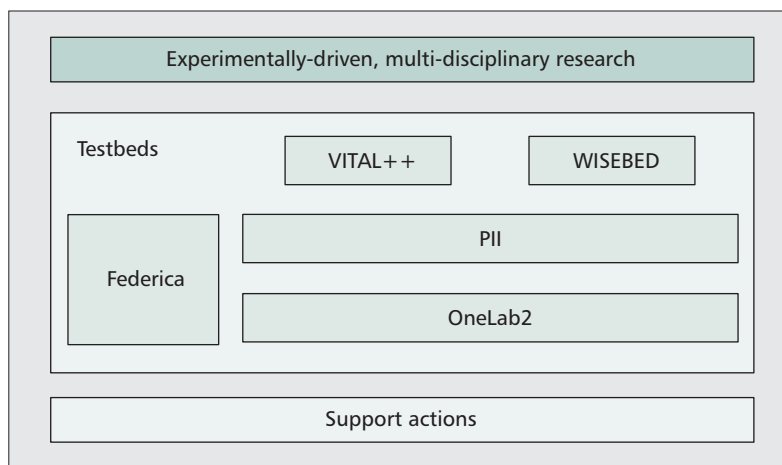 Experimentally-driven, multi-disciplinary research
Testbeds
VITAL++
WISEBED
Federica
PII
OneLab2
Support actions